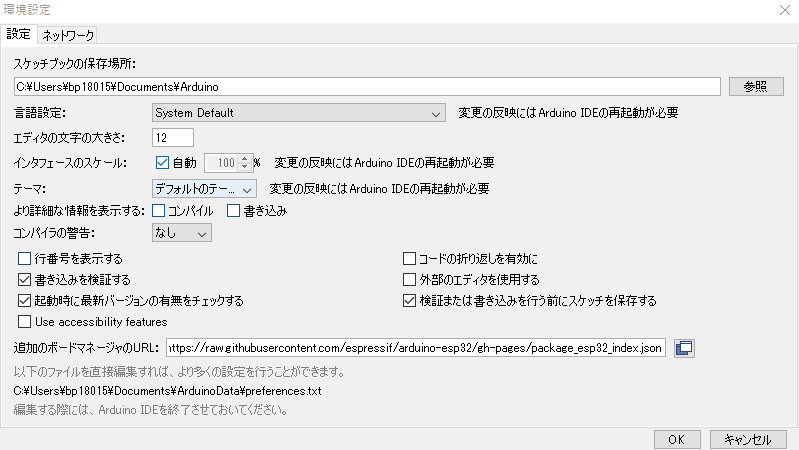 環境設定
設定 ネットワーク
スケッチブックの保存場所:
C:¥Users¥bp18015¥Documents¥Arduino 参照
言語設定: System Default 変更の反映にはArduino IDEの再起動が必要
エディタの文字の大きさ: 12
インタフェースのスケール: 自動 100 % 変更の反映にはArduino IDEの再起動が必要
テーマ: デフォルトのテー... 変更の反映にはArduino IDEの再起動が必要
より詳細な情報を表示する: コンパイル 書き込み
コンパイラの警告: なし
行番号を表示する コードの折り返しを有効に
書き込みを検証する 外部のエディタを使用する
起動時に最新バージョンの有無をチェックする 検証または書き込みを行う前にスケッチを保存する
Use accessibility features
追加のボードマネージャのURL: ttps://raw.githubusercontent.com/espressif/arduino-esp32/gh-pages/package_esp32_index.json
以下のファイルを直接編集すれば、より多くの設定を行うことができます。
C:¥Users¥bp18015¥Documents¥ArduinoData¥preferences.txt
編集する際には、Arduino IDEを終了させておいてください。
OK キャンセル